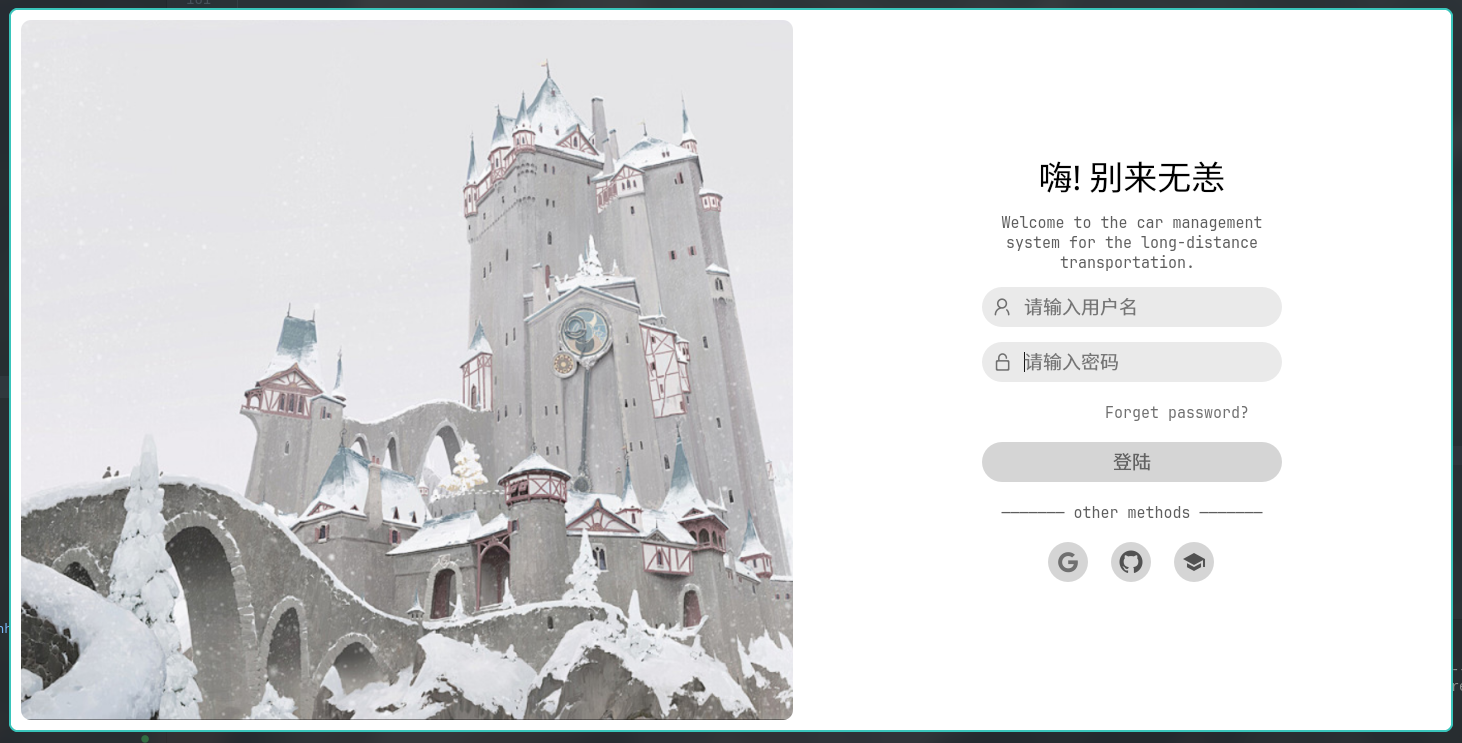 嗨! 别来无恙
Welcome to the car management
system for the long-distance
transportation.
请输入用户名
请输入密码
Forget password?
登陆
——————— other methods ———————